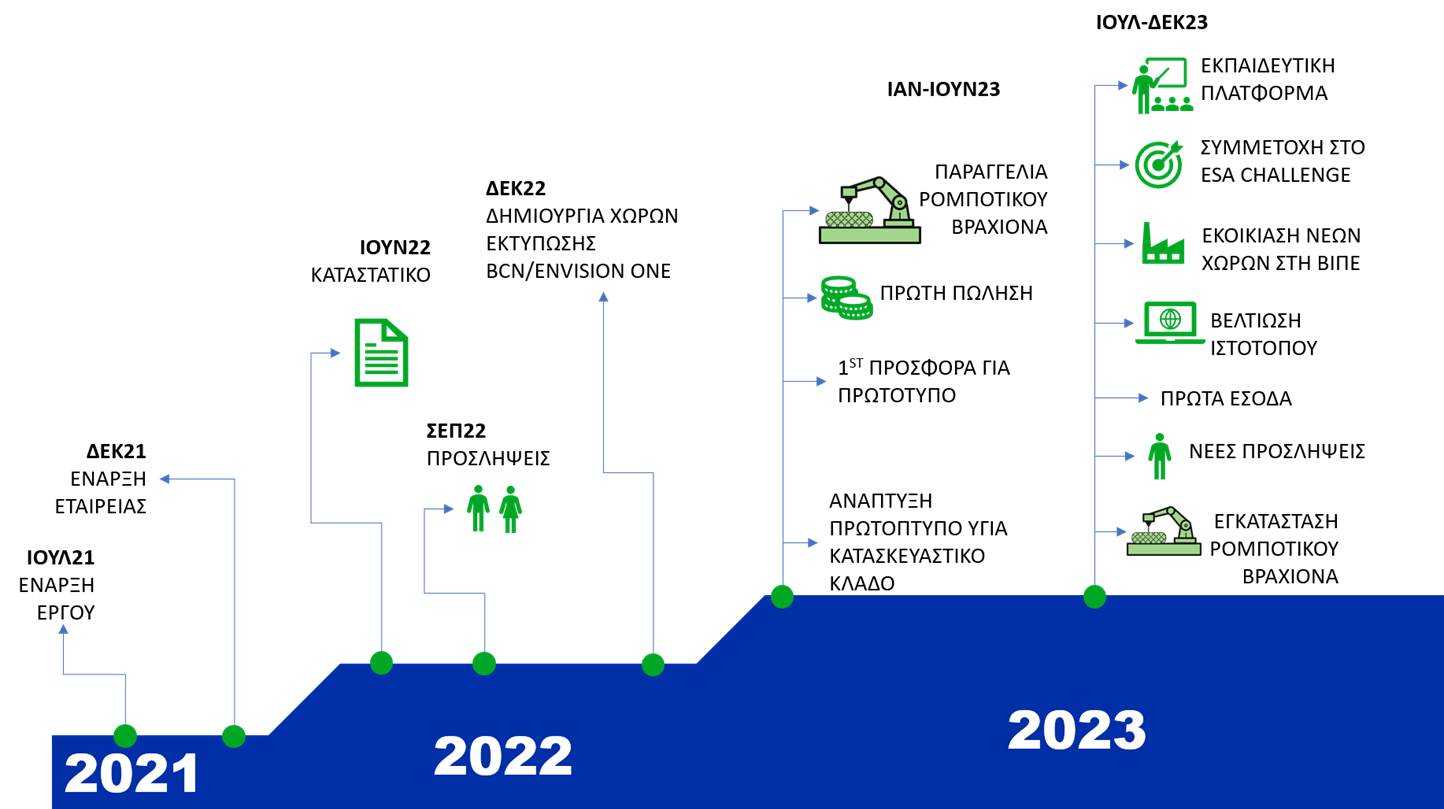 ΙΟΥΛ21
ΕΝΑΡΞΗ
ΕΡΓΟΥ
ΔΕΚ21
ΕΝΑΡΞΗ
ΕΤΑΙΡΕΙΑΣ
2021
ΙΟΥΝ22
ΚΑΤΑΣΤΑΤΙΚΟ
ΣΕΠ22
ΠΡΟΣΛΗΨΕΙΣ
ΔΕΚ22
ΔΗΜΙΟΥΡΓΙΑ ΧΩΡΩΝ
ΕΚΤΥΠΩΣΗΣ
BCN/ENVISION ONE
2022
ΙΑΝ-ΙΟΥΝ23
ΠΑΡΑΓΓΕΛΙΑ
ΡΟΜΠΟΤΙΚΟΥ
ΒΡΑΧΙΟΝΑ
ΠΡΩΤΗ ΠΩΛΗΣΗ
1ST ΠΡΟΣΦΟΡΑ ΓΙΑ
ΠΡΩΤΟΤΥΠΟ
ΑΝΑΠΤΥΞΗ
ΠΡΩΤΟΠΤΥΠΟ ΥΓΙΑ
ΚΑΤΑΣΚΕΥΑΣΤΙΚΟ
ΚΛΑΔΟ
ΙΟΥΛ-ΔΕΚ23
ΕΚΠΑΙΔΕΥΤΙΚΗ
ΠΛΑΤΦΟΡΜΑ
ΣΥΜΜΕΤΟΧΗ ΣΤΟ
ESA CHALLENGE
ΕΚΟΙΚΙΑΣΗ ΝΕΩΝ
ΧΩΡΩΝ ΣΤΗ ΒΙΠΕ
ΒΕΛΤΙΩΣΗ
ΙΣΤΟΤΟΠΟΥ
ΠΡΩΤΑ ΕΣΟΔΑ
ΝΕΕΣ ΠΡΟΣΛΗΨΕΙΣ
ΕΓΚΑΤΑΣΤΑΣΗ
ΡΟΜΠΟΤΙΚΟΥ
ΒΡΑΧΙΟΝΑ
2023